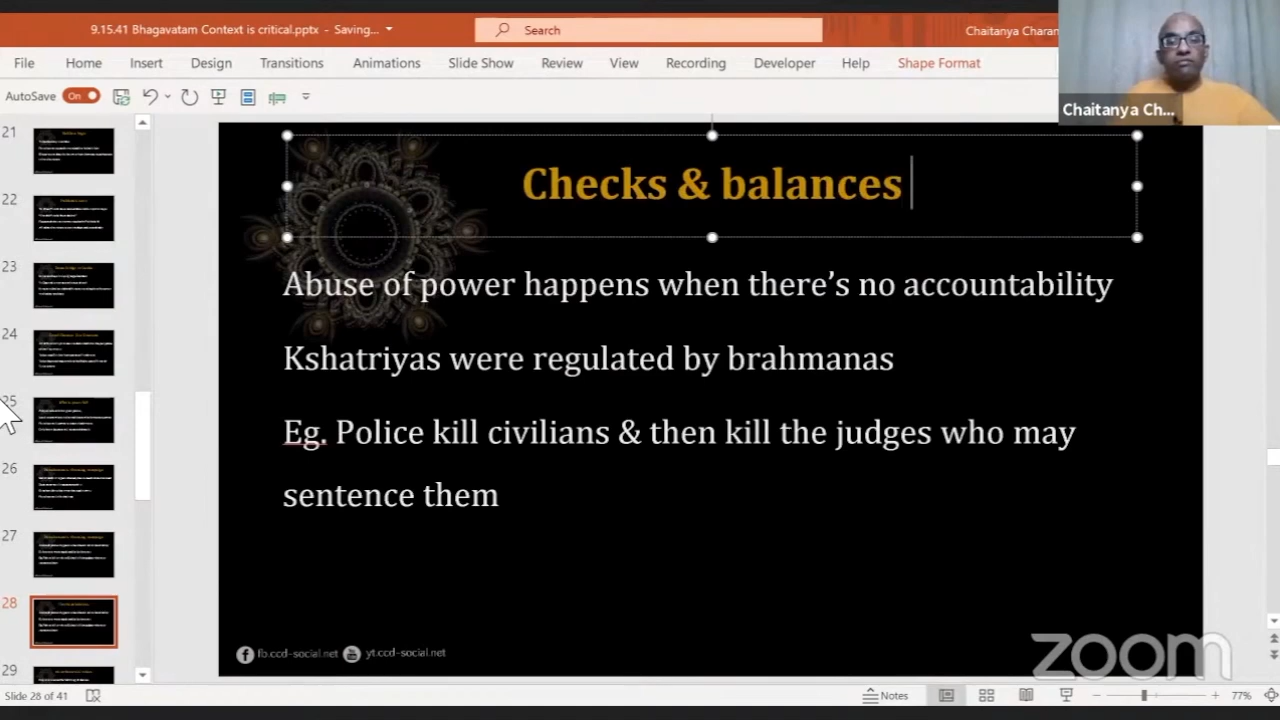 9.15.41 Bhagavatam Context is critical.pptx - Saving...
Search
Chaitanya Charan
File Home Insert Design Transitions Animations Slide Show Review View Recording Developer Help Shape Format
AutoSave On
Chaitanya Ch...
21
22
23
24
25
26
27
28
29
Checks & balances
Abuse of power happens when there's no accountability
Kshatriyas were regulated by brahmanas
Eg. Police kill civilians & then kill the judges who may
sentence them
fb.ccd-social.net yt.ccd-social.net
zoom
Slide 28 of 41
Notes
77%